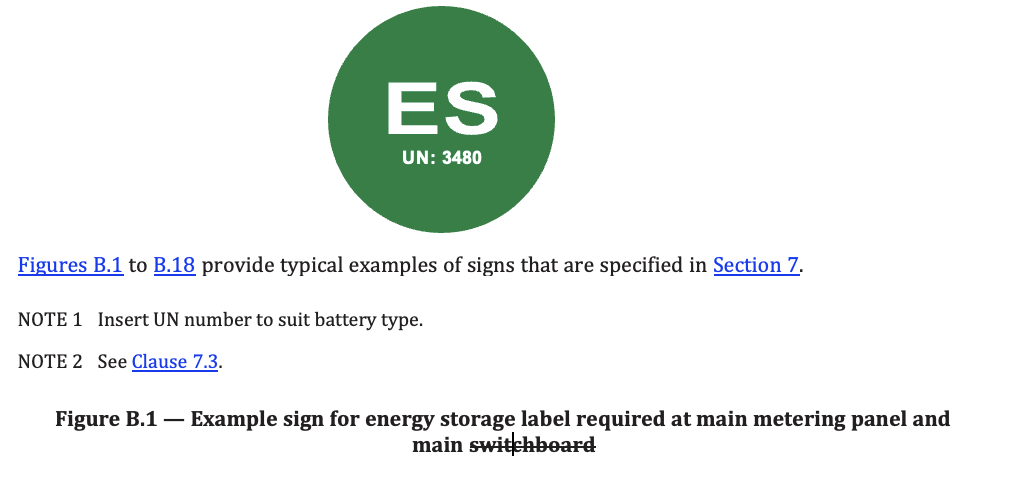 ES
UN: 3480
Figures B.1 to B.18 provide typical examples of signs that are specified in Section 7.
NOTE 1 Insert UN number to suit battery type.
NOTE 2 See Clause 7.3.
Figure B.1 — Example sign for energy storage label required at main metering panel and
main switchboard